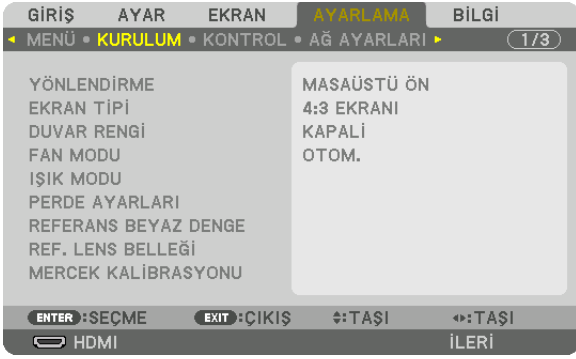 GİRİŞ AYAR EKRAN AYARLAMA BİLGİ
MENÜ • KURULUM • KONTROL • AĞ AYARLARI 1/3
YÖNLENDİRME MASAÜSTÜ ÖN
EKRAN TİPİ 4:3 EKRANI
DUVAR RENGİ KAPALİ
FAN MODU OTOM.
IŞIK MODU
PERDE AYARLARI
REFERANS BEYAZ DENGE
REF. LENS BELLEĞİ
MERCEK KALİBRASYONU
ENTER :SEÇME EXIT :ÇIKIŞ :TAŞI :TAŞI
HDMI İLERİ